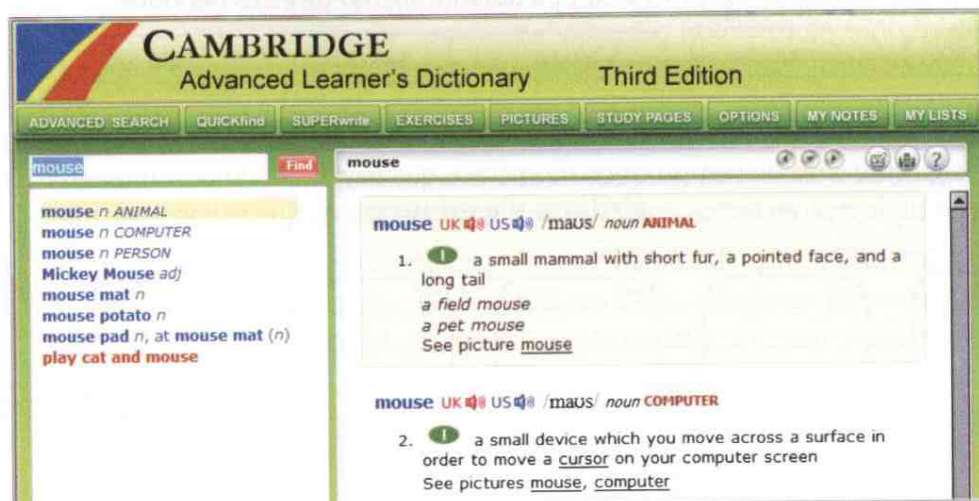 CAMBRIDGE
Advanced Learner's Dictionary Third Edition
ADVANCED SEARCH QUICKfind SUPERwrite EXERCISES PICTURES STUDY PAGES OPTIONS MY NOTES MY LISTS
mouse Find
mouse n ANIMAL
mouse n COMPUTER
mouse n PERSON
Mickey Mouse adj
mouse mat n
mouse potato n
mouse pad n, at mouse mat (n)
play cat and mouse
mouse ?
mouse UK US /maʊs/ noun ANIMAL
1. ! a small mammal with short fur, a pointed face, and a
long tail
a field mouse
a pet mouse
See picture mouse
mouse UK US /maʊs/ noun COMPUTER
2. ! a small device which you move across a surface in
order to move a cursor on your computer screen
See pictures mouse, computer